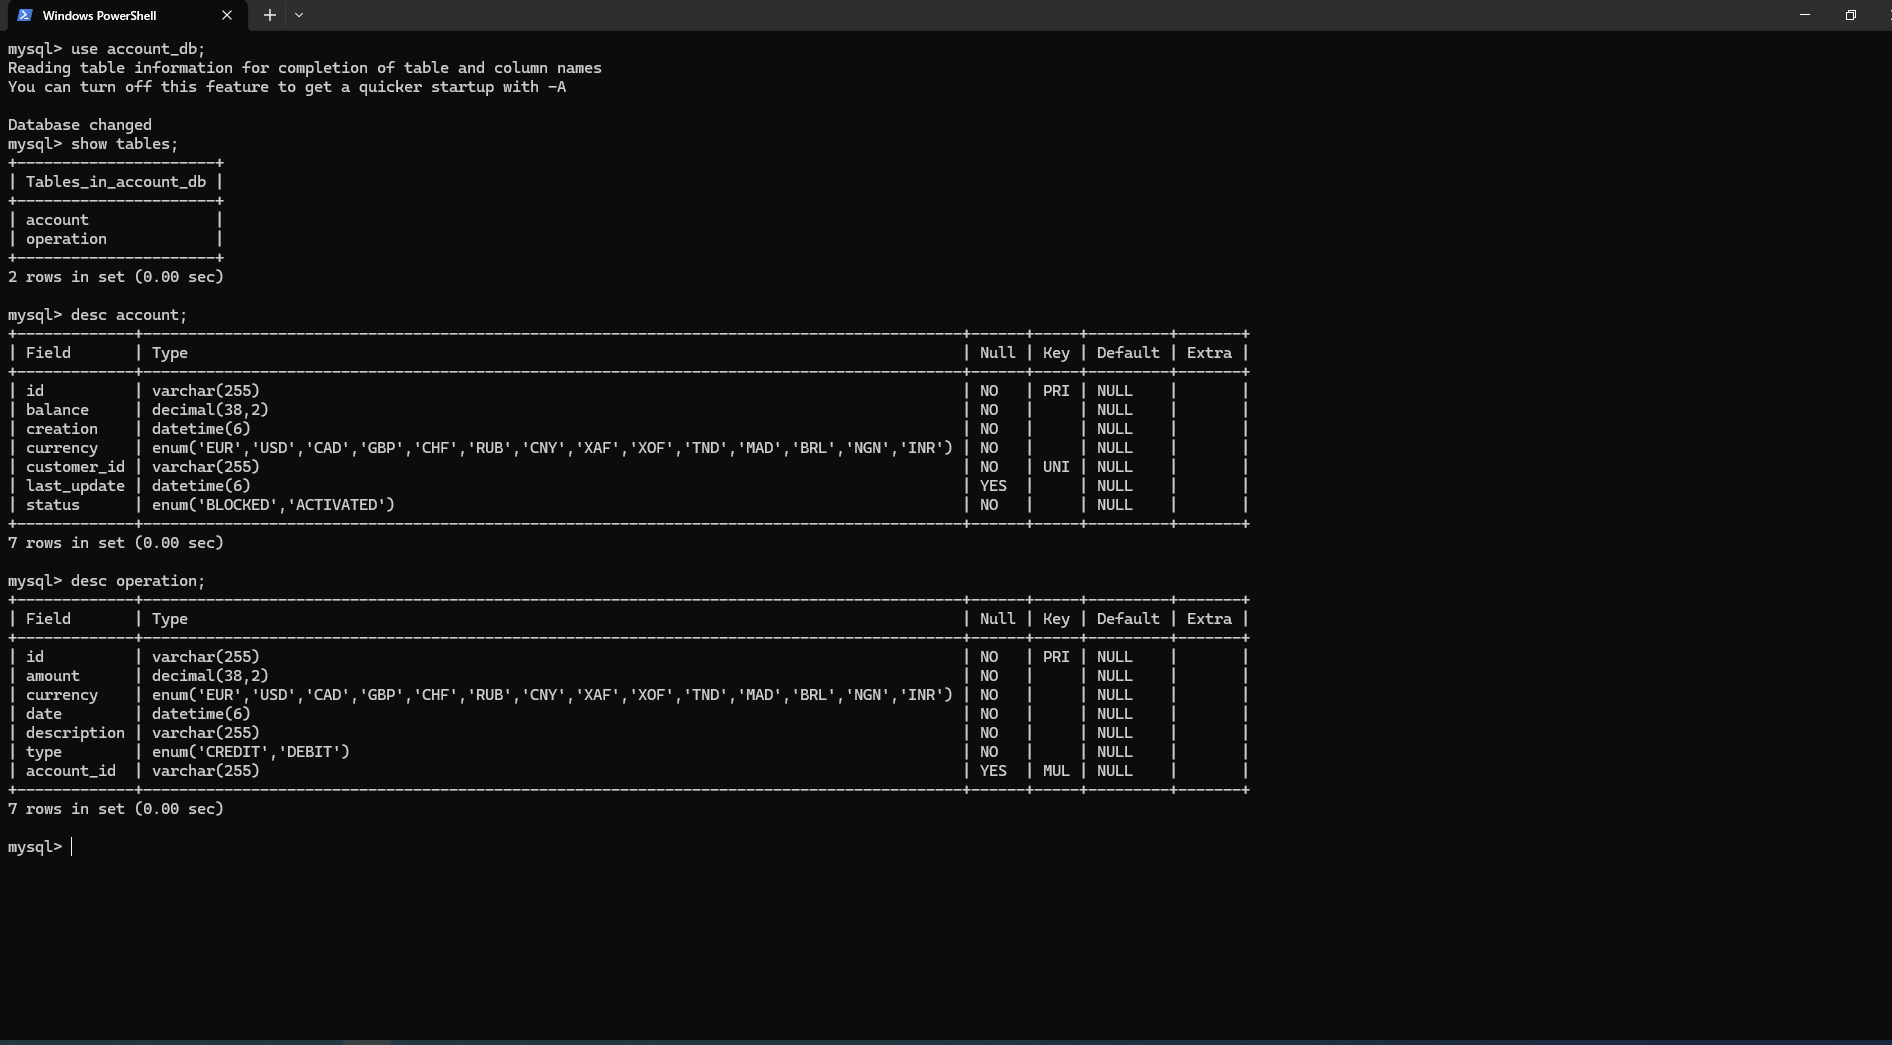 Windows PowerShell
mysql> use account_db;
Reading table information for completion of table and column names
You can turn off this feature to get a quicker startup with -A
Database changed
mysql> show tables;
+----------------------+
| Tables_in_account_db |
+----------------------+
| account              |
| operation            |
+----------------------+
2 rows in set (0.00 sec)
mysql> desc account;
+-------------+-------------------------------------------------------------------------------------------+------+-----+---------+-------+
| Field       | Type                                                                                      | Null | Key | Default | Extra |
+-------------+-------------------------------------------------------------------------------------------+------+-----+---------+-------+
| id          | varchar(255)                                                                              | NO   | PRI | NULL    |       |
| balance     | decimal(38,2)                                                                             | NO   |     | NULL    |       |
| creation    | datetime(6)                                                                               | NO   |     | NULL    |       |
| currency    | enum('EUR','USD','CAD','GBP','CHF','RUB','CNY','XAF','XOF','TND','MAD','BRL','NGN','INR') | NO   |     | NULL    |       |
| customer_id | varchar(255)                                                                              | NO   | UNI | NULL    |       |
| last_update | datetime(6)                                                                               | YES  |     | NULL    |       |
| status      | enum('BLOCKED','ACTIVATED')                                                               | NO   |     | NULL    |       |
+-------------+-------------------------------------------------------------------------------------------+------+-----+---------+-------+
7 rows in set (0.00 sec)
mysql> desc operation;
+-------------+-------------------------------------------------------------------------------------------+------+-----+---------+-------+
| Field       | Type                                                                                      | Null | Key | Default | Extra |
+-------------+-------------------------------------------------------------------------------------------+------+-----+---------+-------+
| id          | varchar(255)                                                                              | NO   | PRI | NULL    |       |
| amount      | decimal(38,2)                                                                             | NO   |     | NULL    |       |
| currency    | enum('EUR','USD','CAD','GBP','CHF','RUB','CNY','XAF','XOF','TND','MAD','BRL','NGN','INR') | NO   |     | NULL    |       |
| date        | datetime(6)                                                                               | NO   |     | NULL    |       |
| description | varchar(255)                                                                              | NO   |     | NULL    |       |
| type        | enum('CREDIT','DEBIT')                                                                    | NO   |     | NULL    |       |
| account_id  | varchar(255)                                                                              | YES  | MUL | NULL    |       |
+-------------+-------------------------------------------------------------------------------------------+------+-----+---------+-------+
7 rows in set (0.00 sec)
mysql>